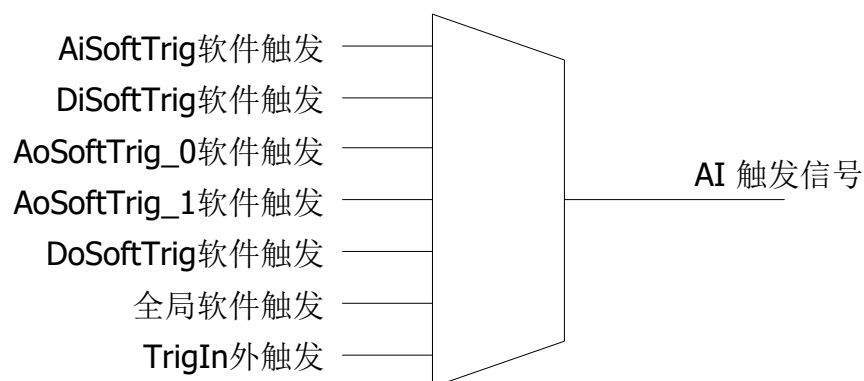 AiSoftTrig软件触发
DiSoftTrig软件触发
AoSoftTrig_0软件触发
AoSoftTrig_1软件触发
DoSoftTrig软件触发
全局软件触发
TrigIn外触发
AI 触发信号